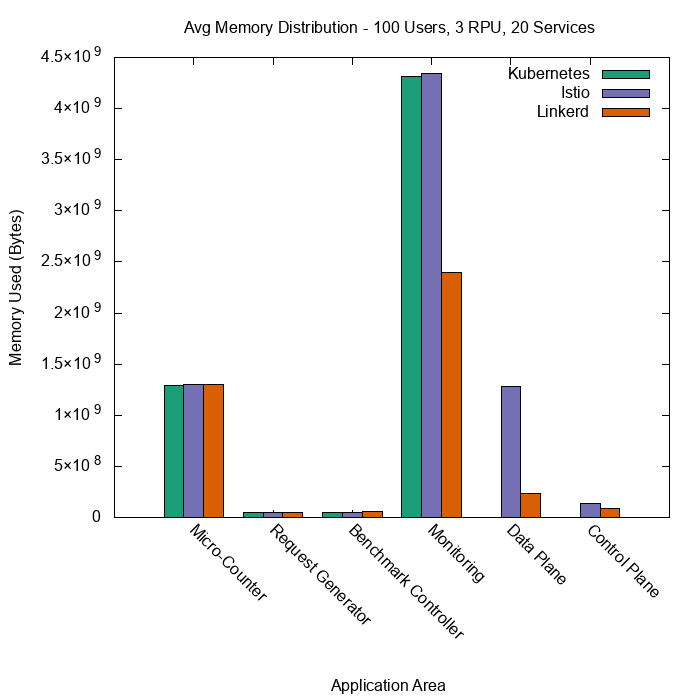 Avg Memory Distribution - 100 Users, 3 RPU, 20 Services
Kubernetes
Istio
Linkerd
4.5×10⁹
4×10⁹
3.5×10⁹
3×10⁹
2.5×10⁹
2×10⁹
1.5×10⁹
1×10⁹
5×10⁸
0
Memory Used (Bytes)
Micro-Counter
Request Generator
Benchmark Controller
Monitoring
Data Plane
Control Plane
Application Area